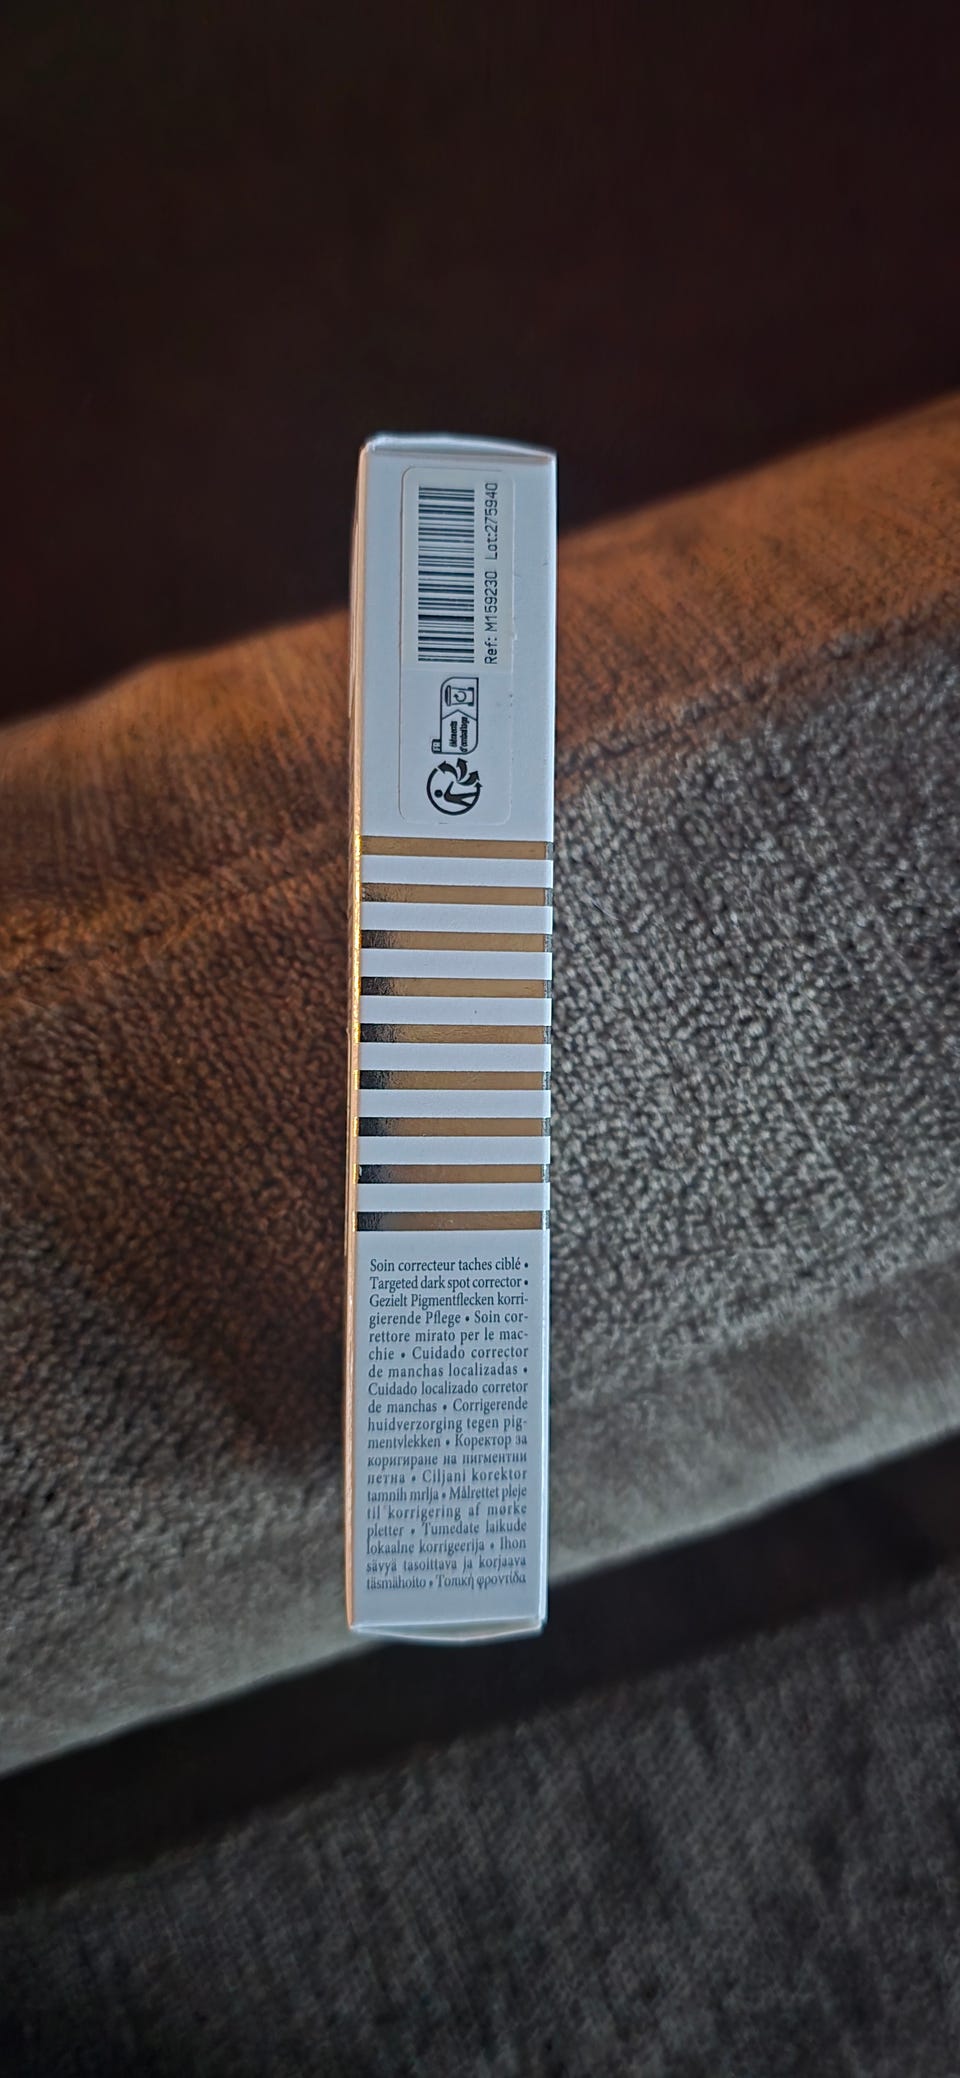 Ref: M159230 Lot:275940
FR
éléments
d'emballage
Soin correcteur taches ciblé •
Targeted dark spot corrector •
Gezielt Pigmentflecken korri-
gierende Pflege • Soin cor-
rettore mirato per le mac-
chie • Cuidado corrector
de manchas localizadas •
Cuidado localizado corretor
de manchas • Corrigerende
huidverzorging tegen pig-
mentvlekken • Коректор за
коригиране на пигментни
петна • Ciljani korektor
tamnih mrlja • Målrettet pleje
til korrigering af mørke
pletter • Tumedate laikude
lokaalne korrigeerija • Ihon
sävyä tasoittava ja korjaava
täsmähoito • Τοπική φροντίδα